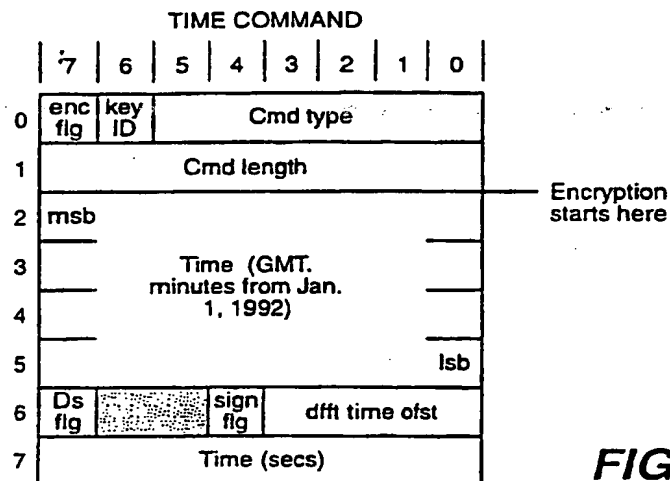 TIME COMMAND
7 6 5 4 3 2 1 0
0 enc flg key ID Cmd type
1 Cmd length
Encryption starts here
2 msb
3 Time (GMT.
minutes from Jan.
4 1, 1992)
5 lsb
6 Ds flg sign flg dfft time ofst
7 Time (secs)
FIG